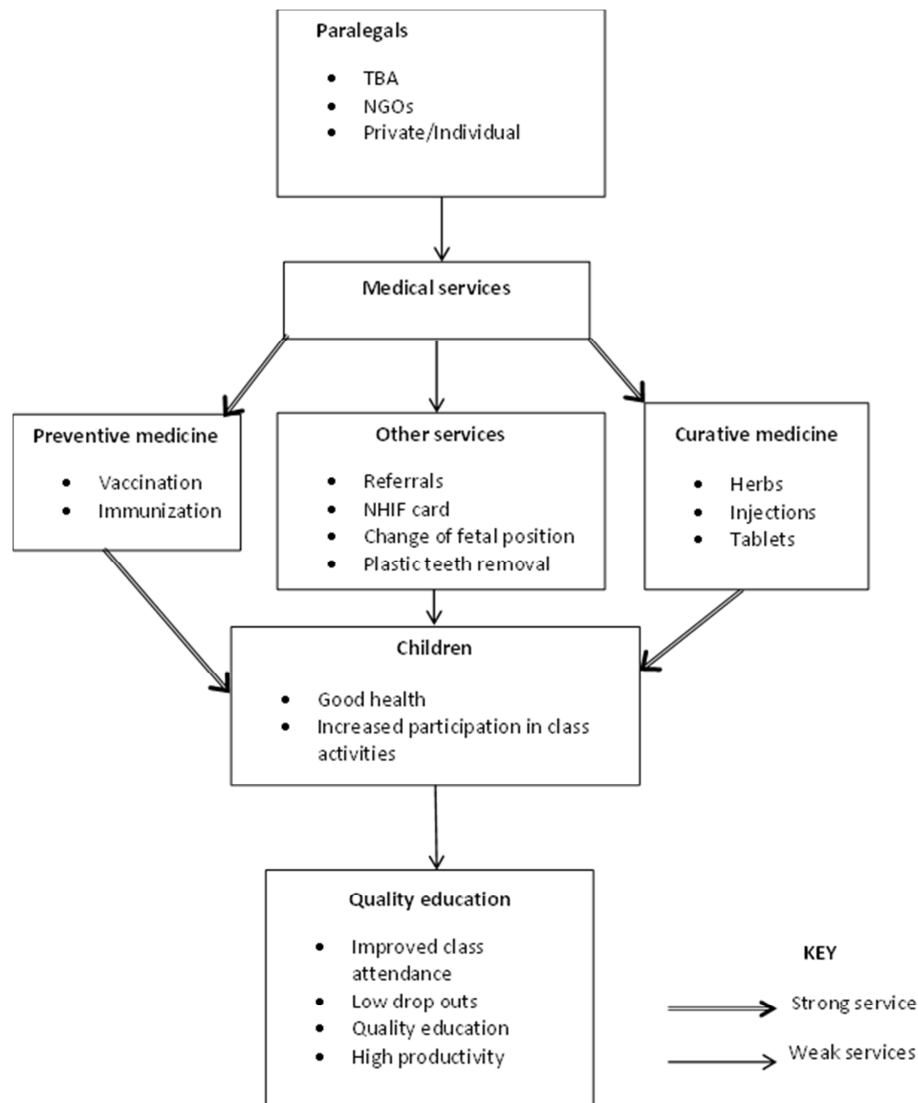 Paralegals
• TBA
• NGOs
• Private/Individual
Medical services
Preventive medicine
• Vaccination
• Immunization
Other services
• Referrals
• NHIF card
• Change of fetal position
• Plastic teeth removal
Curative medicine
• Herbs
• Injections
• Tablets
Children
• Good health
• Increased participation in class
activities
Quality education
• Improved class
attendance
• Low drop outs
• Quality education
• High productivity
KEY
Strong service
Weak services